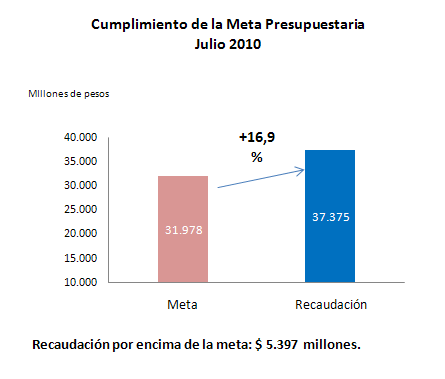 Cumplimiento de la Meta Presupuestaria
Julio 2010
Millones de pesos
+16,9
%
40.000
35.000
30.000
25.000
20.000
15.000
10.000
31.978
37.375
Meta
Recaudación
Recaudación por encima de la meta: $ 5.397 millones.